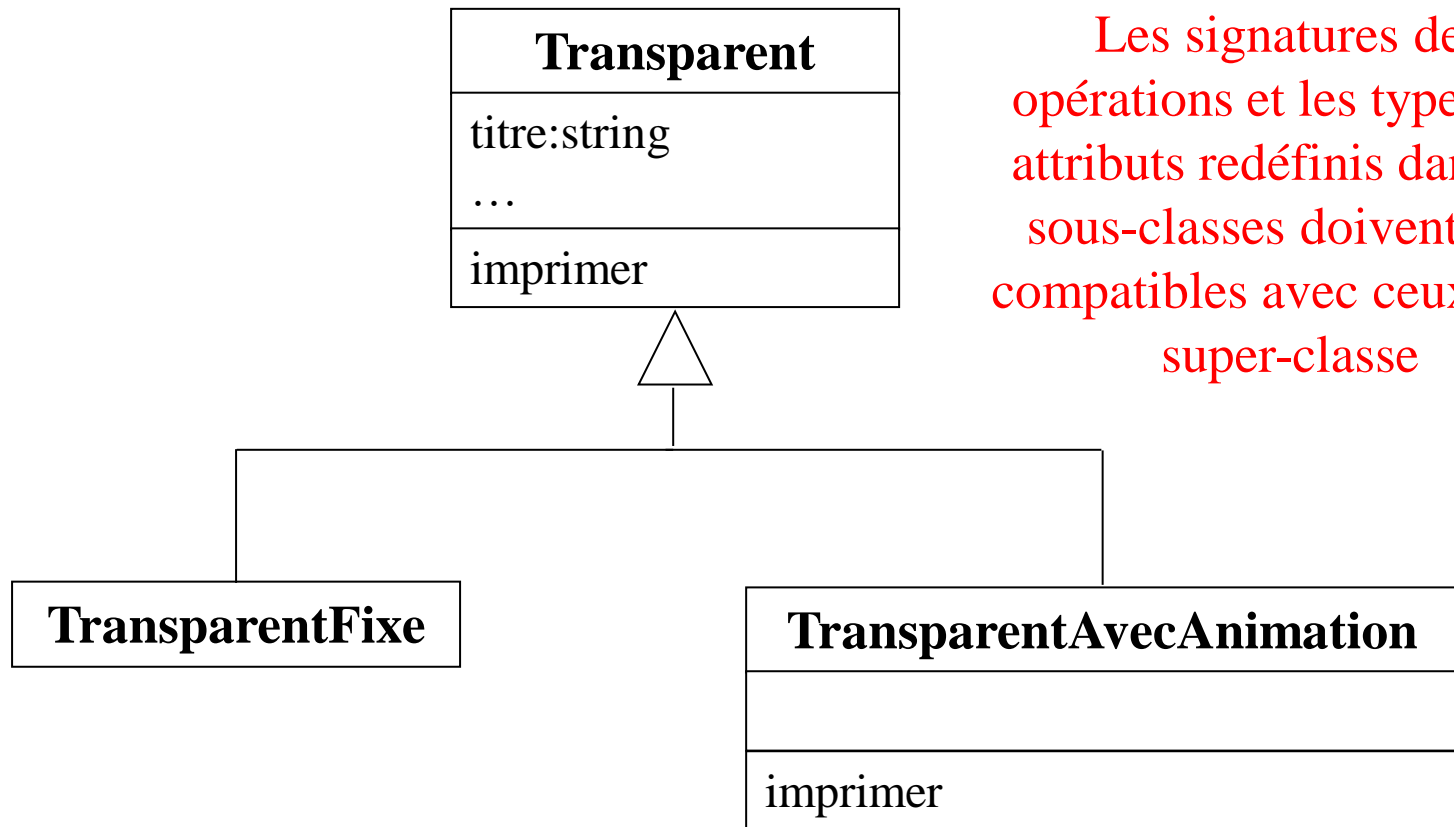 Transparent
titre:string
…
imprimer
Les signatures de
opérations et les type
attributs redéfinis da
sous-classes doivent
compatibles avec ceux
super-classe
TransparentFixe
TransparentAvecAnimation
imprimer